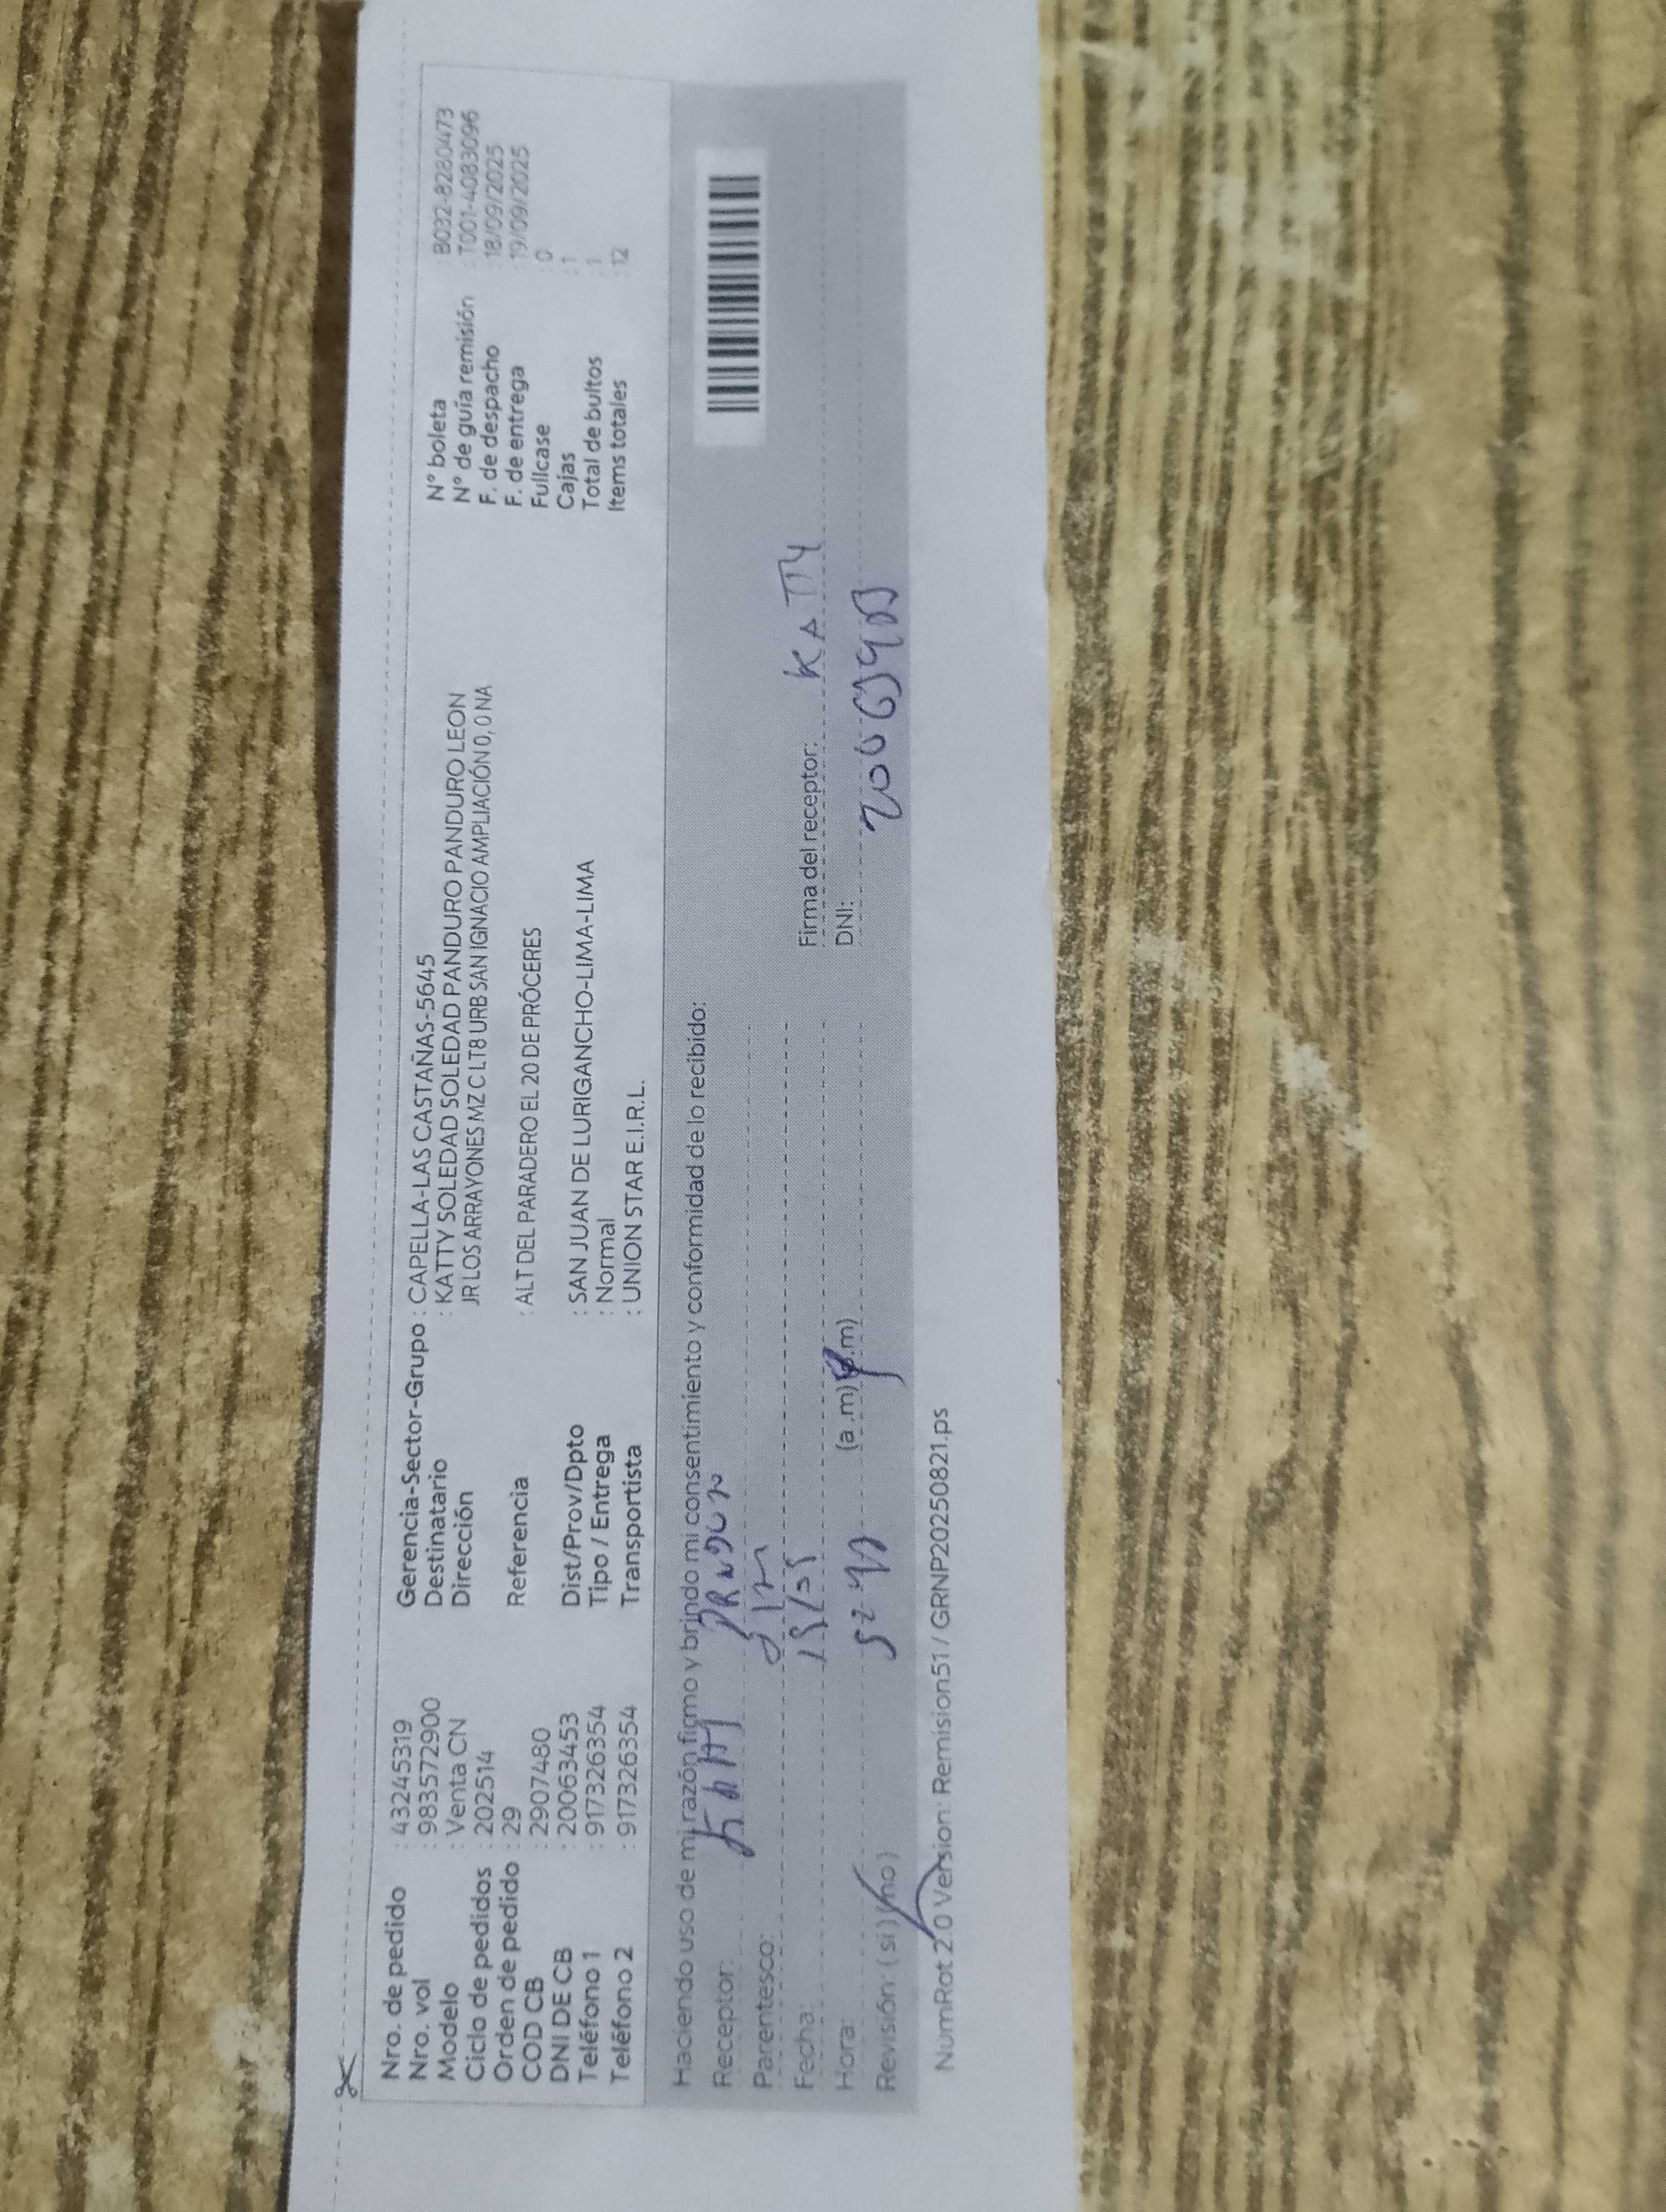 Nro. de pedido : 43245319
Nro. vol : 983572900
Modelo : Venta CN
Ciclo de pedidos : 202514
Orden de pedido : 29
COD CB : 2907480
DNI DE CB : 20063453
Teléfono 1 : 917326354
Teléfono 2 : 917326354
Gerencia-Sector-Grupo : CAPELLA-LAS CASTAÑAS-5645
Destinatario : KATTY SOLEDAD SOLEDAD PANDURO PANDURO LEON
Dirección JR LOS ARRAYONES MZ C LT8 URB SAN IGNACIO AMPLIACIÓN 0, 0 NA
Referencia : ALT DEL PARADERO EL 20 DE PRÓCERES
Dist/Prov/Dpto : SAN JUAN DE LURIGANCHO-LIMA-LIMA
Tipo / Entrega : Normal
Transportista : UNION STAR E.I.R.L.
N° boleta : B032-8280473
N° de guía remisión : T001-4083096
F. de despacho : 18/09/2025
F. de entrega : 19/09/2025
Fullcase : 0
Cajas : 1
Total de bultos : 1
Items totales : 12
Haciendo uso de mi razón firmo y brindo mi consentimiento y conformidad de lo recibido:
Receptor:
Parentesco:
Fecha:
Hora: (a.m) (p.m)
Revisión: (si) (no)
Firma del receptor: KATTY
DNI:
NumRot 2.0 Version: Remision51 / GRNP20250821.ps